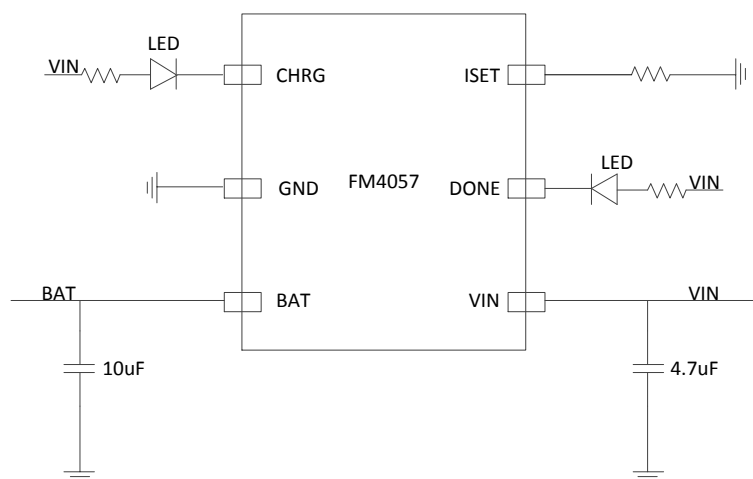 LED
VIN
CHRG
ISET
LED
GND
FM4057
DONE
VIN
BAT
BAT
VIN
VIN
10uF
4.7uF